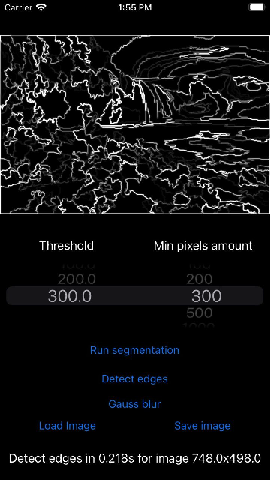 Carrier 1:55 PM
Threshold Min pixels amount
200.0 200
300.0 300
500
1000
Run segmentation
Detect edges
Gauss blur
Load Image Save image
Detect edges in 0.218s for image 748.0x498.0